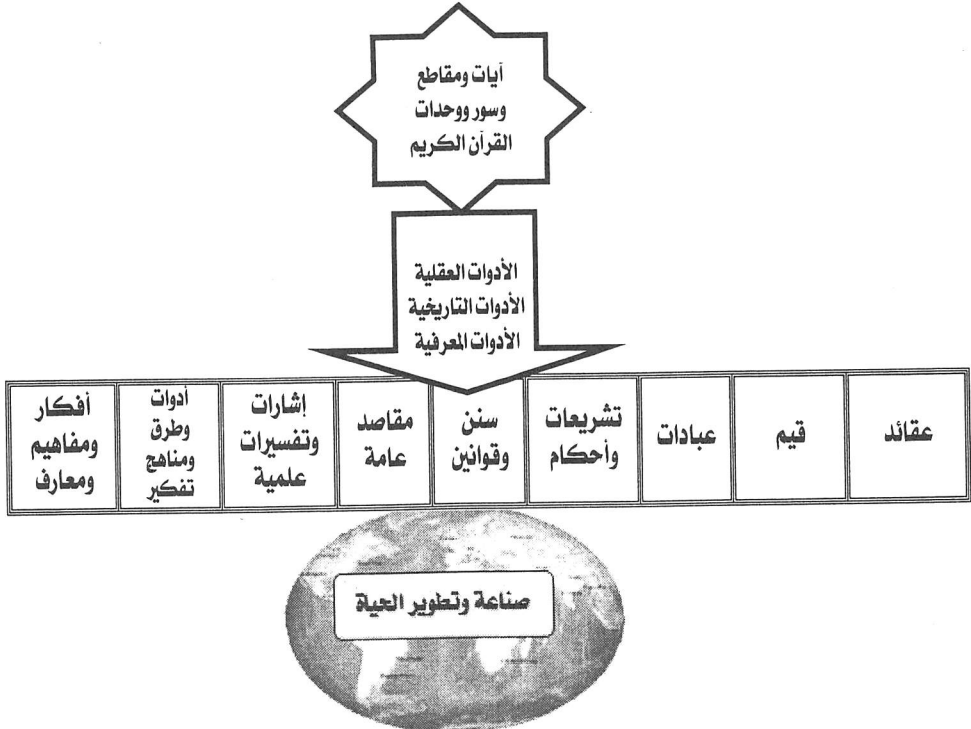 آيات ومقاطع
وسور ووحدات
القرآن الكريم
الأدوات العقلية
الأدوات التاريخية
الأدوات المعرفية
عقائد
قيم
عبادات
تشريعات
وأحكام
سنن
وقوانين
مقاصد
عامة
إشارات
وتفسيرات
علمية
أدوات
وطرق
ومناهج
تفكير
أفكار
ومفاهيم
ومعارف
صناعة وتطوير الحياة